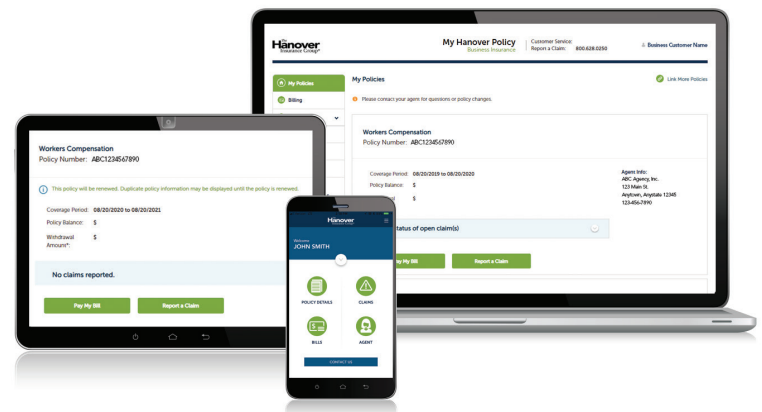 The
Hanover
Insurance Group®
My Hanover Policy
Business Insurance
Customer Service:
Report a Claim: 800.628.0250
Business Customer Name
My Policies
Billing
My Policies
Link More Policies
Please contact your agent for questions or policy changes.
Workers Compensation
Policy Number: ABC1234567890
Coverage Period: 08/20/2019 to 08/20/2020
Policy Balance: $
$
Agent Info:
ABC Agency, Inc.
123 Main St.
Anytown, Anystate 12345
123-456-7890
status of open claim(s)
Pay My Bill
Report a Claim
Workers Compensation
Policy Number: ABC1234567890
This policy will be renewed. Duplicate policy information may be displayed until the policy is renewed.
Coverage Period: 08/20/2020 to 08/20/2021
Policy Balance: $
Withdrawal $
Amount*:
No claims reported.
Pay My Bill
Report a Claim
Hanover
Insurance Group
Welcome
JOHN SMITH
POLICY DETAILS
CLAIMS
BILLS
AGENT
CONTACT US